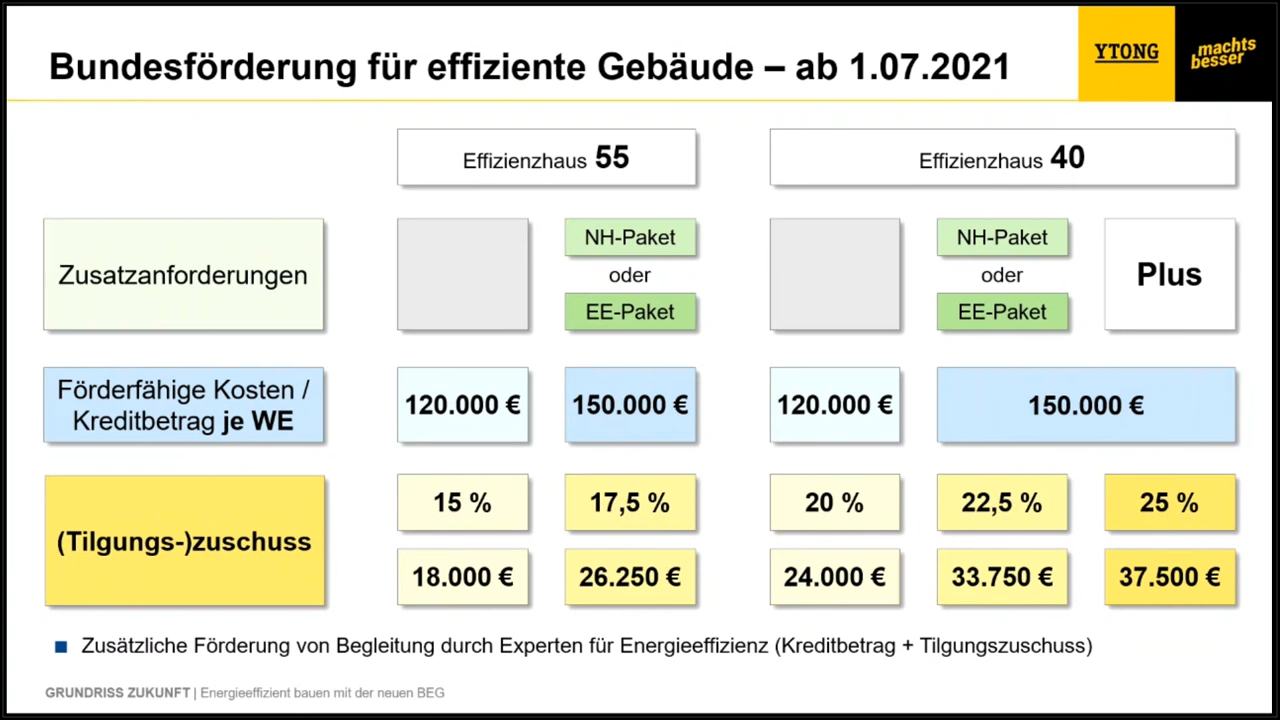 Bundesförderung für effiziente Gebäude – ab 1.07.2021
YTONG
machts
besser
Effizienzhaus 55
Effizienzhaus 40
Zusatzanforderungen
NH-Paket
oder
EE-Paket
NH-Paket
oder
EE-Paket
Plus
Förderfähige Kosten /
Kreditbetrag je WE
120.000 €
150.000 €
120.000 €
150.000 €
(Tilgungs-)zuschuss
15 %
17,5 %
20 %
22,5 %
25 %
18.000 €
26.250 €
24.000 €
33.750 €
37.500 €
■ Zusätzliche Förderung von Begleitung durch Experten für Energieeffizienz (Kreditbetrag + Tilgungszuschuss)
GRUNDRISS ZUKUNFT | Energieeffizient bauen mit der neuen BEG